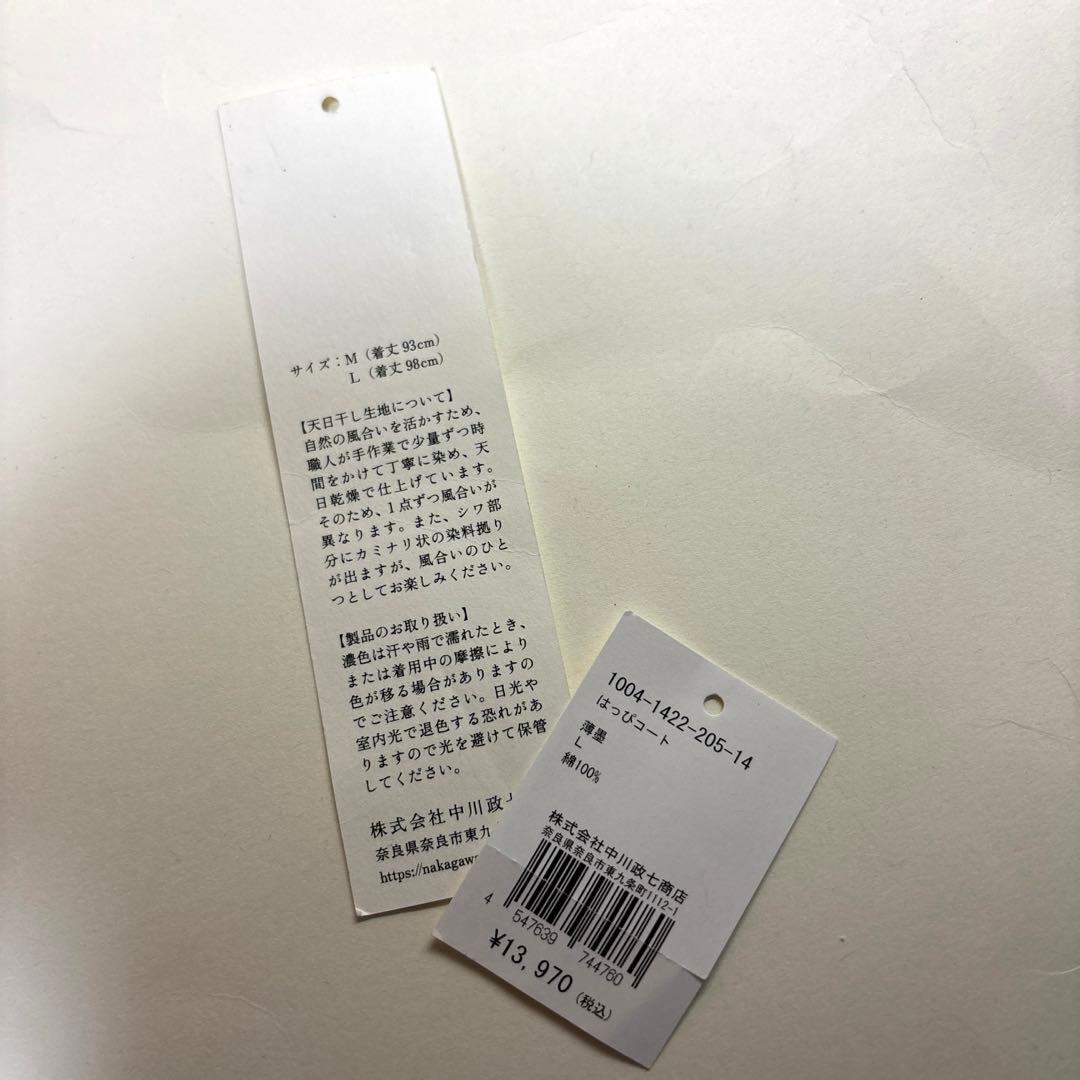 サイズ：M（着丈93cm）
L（着丈98cm）
【天日干し生地について】
自然の風合いを活かすため、
職人が手作業で少量ずつ時
間をかけて丁寧に染め、天
日乾燥で仕上げています。
そのため、1点ずつ風合いが
異なります。また、シワ部
分にカミナリ状の染料拠り
が出ますが、風合いのひと
つとしてお楽しみください。
【製品のお取り扱い】
濃色は汗や雨で濡れたとき、
または着用中の摩擦により
色が移る場合がありますの
でご注意ください。日光や
室内光で退色する恐れがあ
りますので光を避けて保管
してください。
株式会社中川政
奈良県奈良市東九
https://nakagaw
1004-1422-205-14
はっぴコート
薄墨
L
綿100%
株式会社中川政七商店
奈良県奈良市東九条町1112-1
4 547639 744760
¥13,970（税込）